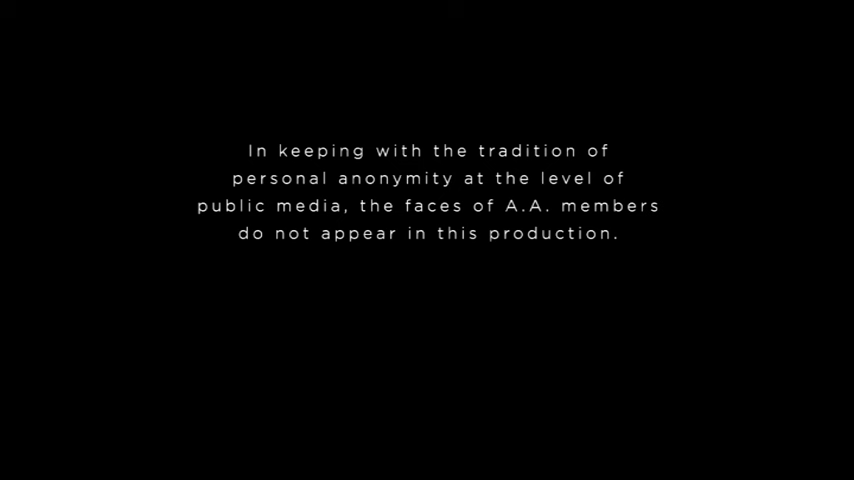 In keeping with the tradition of
personal anonymity at the level of
public media, the faces of A.A. members
do not appear in this production.